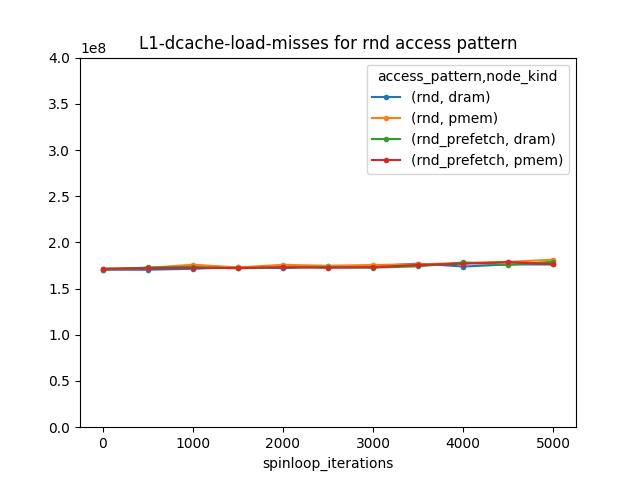 L1-dcache-load-misses for rnd access pattern
1e8
4.0
3.5
3.0
2.5
2.0
1.5
1.0
0.5
0.0
access_pattern,node_kind
(rnd, dram)
(rnd, pmem)
(rnd_prefetch, dram)
(rnd_prefetch, pmem)
0 1000 2000 3000 4000 5000
spinloop_iterations